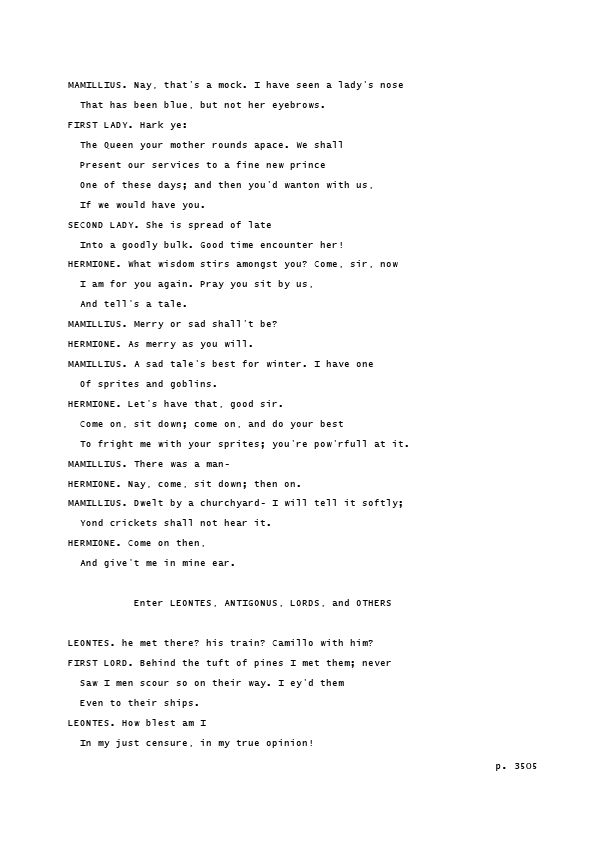 MAMILLIUS. Nay, that's a mock. I have seen a lady's nose
That has been blue, but not her eyebrows.
FIRST LADY. Hark ye:
The Queen your mother rounds apace. We shall
Present our services to a fine new prince
One of these days; and then you'd wanton with us,
If we would have you.
SECOND LADY. She is spread of late
Into a goodly bulk. Good time encounter her!
HERMIONE. What wisdom stirs amongst you? Come, sir, now
I am for you again. Pray you sit by us,
And tell's a tale.
MAMILLIUS. Merry or sad shall't be?
HERMIONE. As merry as you will.
MAMILLIUS. A sad tale's best for winter. I have one
Of sprites and goblins.
HERMIONE. Let's have that, good sir.
Come on, sit down; come on, and do your best
To fright me with your sprites; you're pow'rfull at it.
MAMILLIUS. There was a man-
HERMIONE. Nay, come, sit down; then on.
MAMILLIUS. Dwelt by a churchyard- I will tell it softly;
Yond crickets shall not hear it.
HERMIONE. Come on then,
And give't me in mine ear.
Enter LEONTES, ANTIGONUS, LORDS, and OTHERS
LEONTES. he met there? his train? Camillo with him?
FIRST LORD. Behind the tuft of pines I met them; never
Saw I men scour so on their way. I ey'd them
Even to their ships.
LEONTES. How blest am I
In my just censure, in my true opinion!
p. 3505